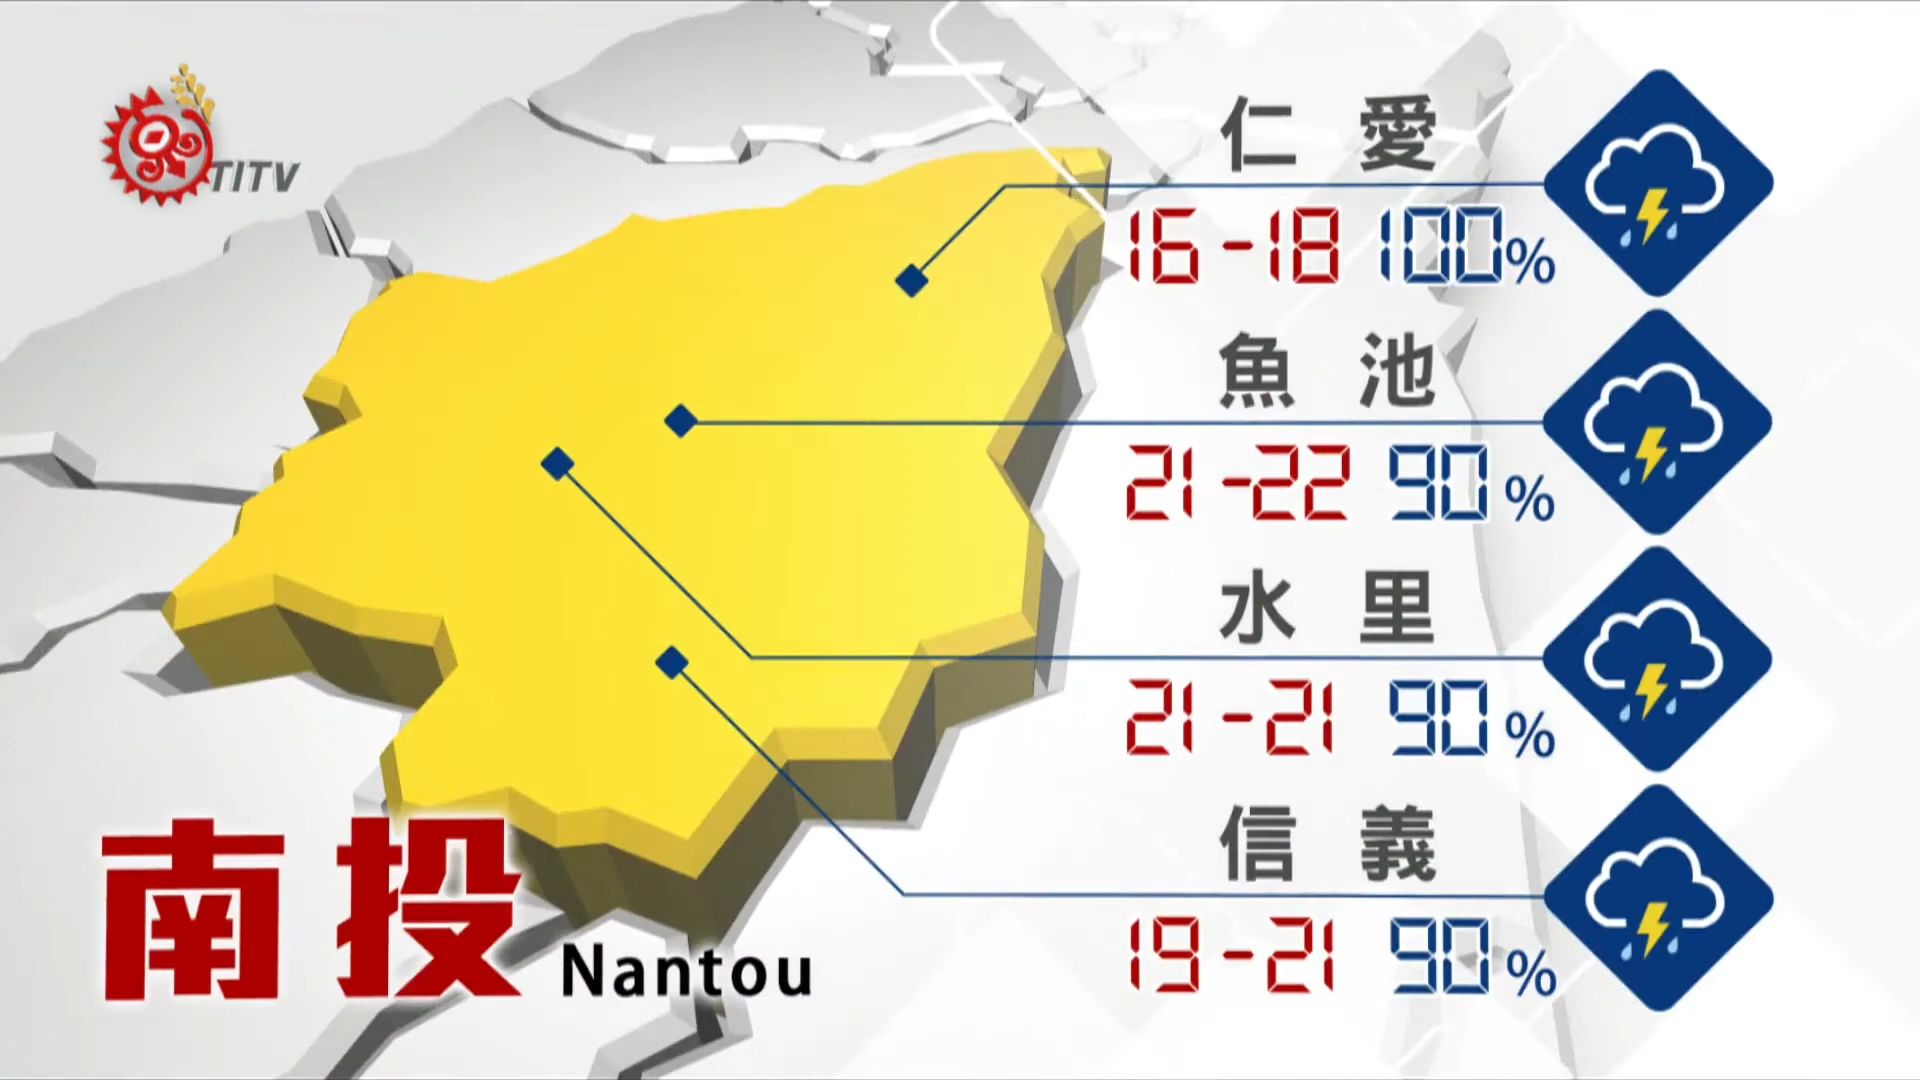 TITV
仁愛
16-18 100%
魚池
21-22 90%
水里
21-21 90%
信義
19-21 90%
南投 Nantou